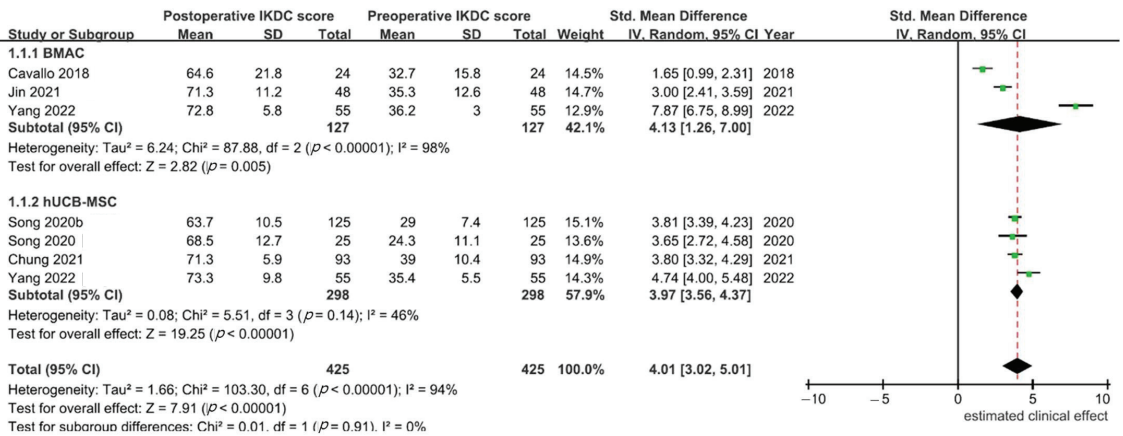 Postoperative IKDC score Preoperative IKDC score Std. Mean Difference Std. Mean Difference
Study or Subgroup Mean SD Total Mean SD Total Weight IV, Random, 95% CI Year IV, Random, 95% CI
1.1.1 BMAC
Cavallo 2018 64.6 21.8 24 32.7 15.8 24 14.5% 1.65 [0.99, 2.31] 2018
Jin 2021 71.3 11.2 48 35.3 12.6 48 14.7% 3.00 [2.41, 3.59] 2021
Yang 2022 72.8 5.8 55 36.2 3 55 12.9% 7.87 [6.75, 8.99] 2022
Subtotal (95% CI) 127 127 42.1% 4.13 [1.26, 7.00]
Heterogeneity: Tau² = 6.24; Chi² = 87.88, df = 2 (p < 0.00001); I² = 98%
Test for overall effect: Z = 2.82 (p = 0.005)
1.1.2 hUCB-MSC
Song 2020b 63.7 10.5 125 29 7.4 125 15.1% 3.81 [3.39, 4.23] 2020
Song 2020 68.5 12.7 25 24.3 11.1 25 13.6% 3.65 [2.72, 4.58] 2020
Chung 2021 71.3 5.9 93 39 10.4 93 14.9% 3.80 [3.32, 4.29] 2021
Yang 2022 73.3 9.8 55 35.4 5.5 55 14.3% 4.74 [4.00, 5.48] 2022
Subtotal (95% CI) 298 298 57.9% 3.97 [3.56, 4.37]
Heterogeneity: Tau² = 0.08; Chi² = 5.51, df = 3 (p = 0.14); I² = 46%
Test for overall effect: Z = 19.25 (p < 0.00001)
Total (95% CI) 425 425 100.0% 4.01 [3.02, 5.01]
Heterogeneity: Tau² = 1.66; Chi² = 103.30, df = 6 (p < 0.00001); I² = 94%
Test for overall effect: Z = 7.91 (p < 0.00001)
Test for subgroup differences: Chi² = 0.01, df = 1 (p = 0.91), I² = 0%
−10 −5 0 5 10
estimated clinical effect